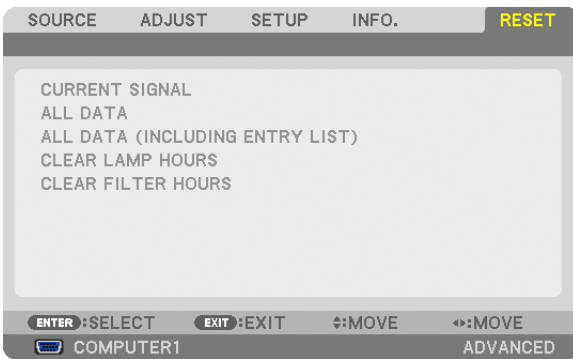 SOURCE ADJUST SETUP INFO. RESET
CURRENT SIGNAL
ALL DATA
ALL DATA (INCLUDING ENTRY LIST)
CLEAR LAMP HOURS
CLEAR FILTER HOURS
ENTER :SELECT EXIT :EXIT :MOVE :MOVE
COMPUTER1 ADVANCED